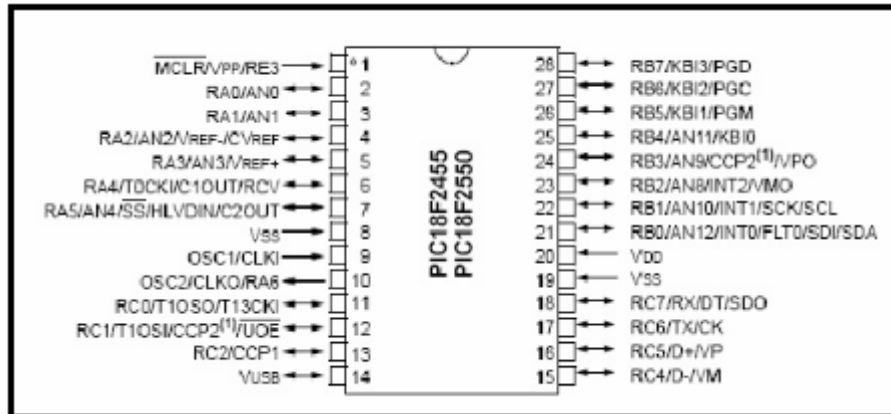 MCLR/VPP/RE3
RA0/AN0
RA1/AN1
RA2/AN2/VREF-/CVREF
RA3/AN3/VREF+
RA4/T0CKI/C1OUT/RCV
RA5/AN4/SS/HLVDIN/C2OUT
VSS
OSC1/CLKI
OSC2/CLKO/RA6
RC0/T1OSO/T13CKI
RC1/T1OSI/CCP2(1)/UOE
RC2/CCP1
VUSB
1
2
3
4
5
6
7
8
9
10
11
12
13
14
PIC18F2455
PIC18F2550
28
27
26
25
24
23
22
21
20
19
18
17
16
15
RB7/KBI3/PGD
RB6/KBI2/PGC
RB5/KBI1/PGM
RB4/AN11/KBI0
RB3/AN9/CCP2(1)/VPO
RB2/AN8/INT2/VMO
RB1/AN10/INT1/SCK/SCL
RB0/AN12/INT0/FLT0/SDI/SDA
VDD
VSS
RC7/RX/DT/SDO
RC6/TX/CK
RC5/D+/VP
RC4/D-/VM